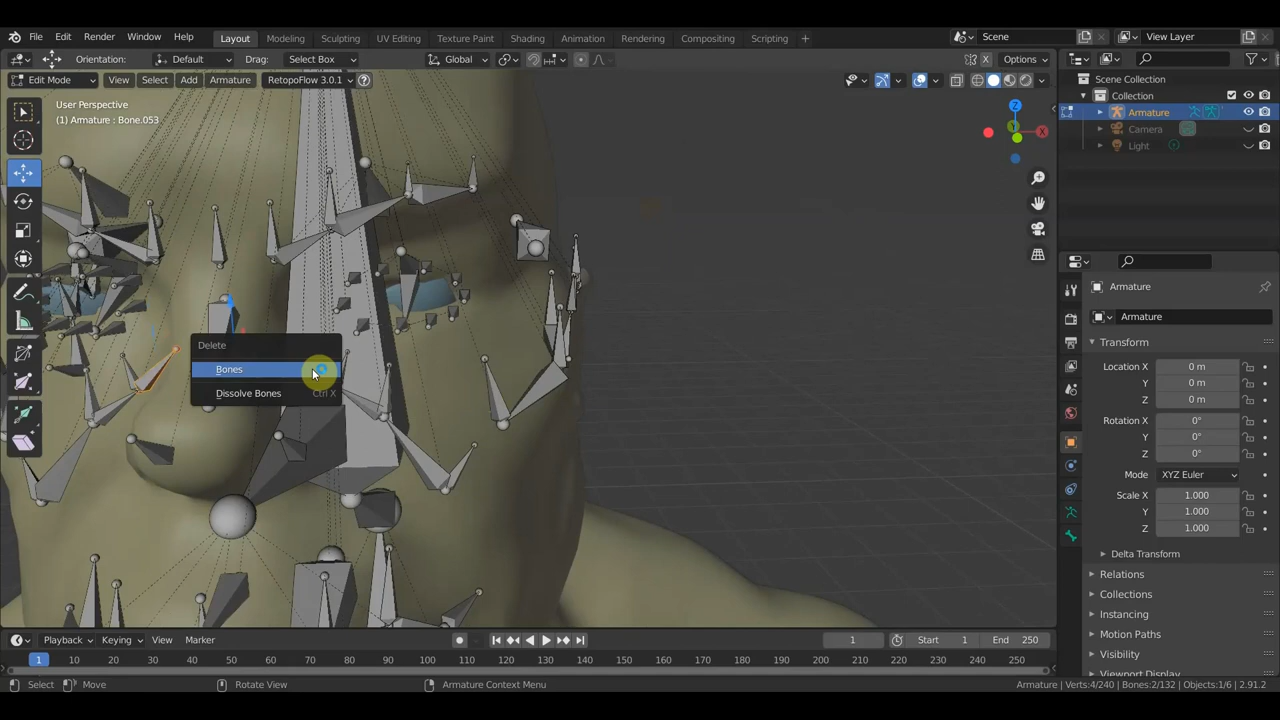 File Edit Render Window Help Layout Modeling Sculpting UV Editing Texture Paint Shading Animation Rendering Compositing Scripting + Scene View Layer
Orientation: Default Drag: Select Box Global Options
Edit Mode View Select Add Armature RetopoFlow 3.0.1
User Perspective
(1) Armature : Bone.053
Scene Collection
Collection
Armature
Camera
Light
Z
Y
X
Delete
Bones
Dissolve Bones Ctrl X
Armature
Armature
Transform
Location X 0 m
Y 0 m
Z 0 m
Rotation X 0°
Y 0°
Z 0°
Mode XYZ Euler
Scale X 1.000
Y 1.000
Z 1.000
Delta Transform
Relations
Collections
Instancing
Motion Paths
Visibility
Viewport Display
Playback Keying View Marker 1 Start 1 End 250
1 10 20 30 40 50 60 70 80 90 100 110 120 130 140 150 160 170 180 190 200 210 220 230 240 250
Select Move Rotate View Armature Context Menu Armature | Verts:4/240 | Bones:2/132 | Objects:1/6 | 2.91.2